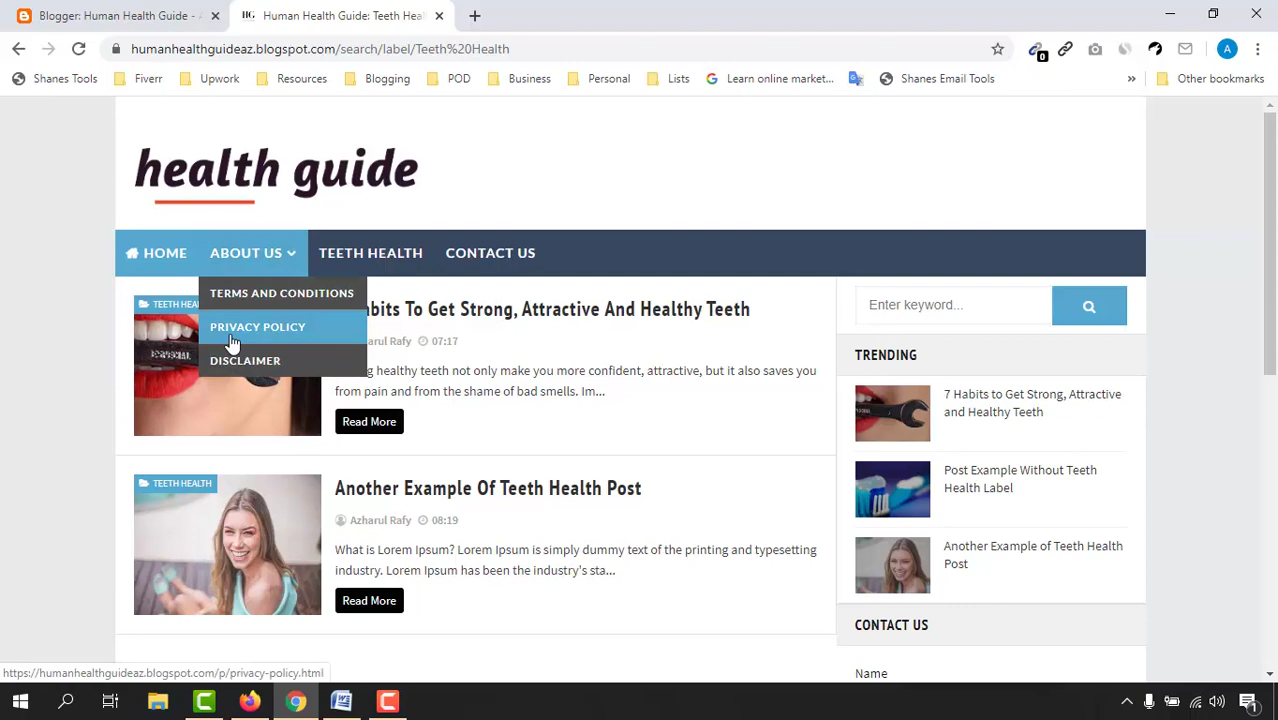 Blogger: Human Health Guide - A
HG Human Health Guide: Teeth Hea
humanhealthguideaz.blogspot.com/search/label/Teeth%20Health
0
A
Shanes Tools Fiverr Upwork Resources Blogging POD Business Personal Lists Learn online market... Shanes Email Tools » Other bookmarks
health guide
HOME ABOUT US TEETH HEALTH CONTACT US
TERMS AND CONDITIONS
PRIVACY POLICY
DISCLAIMER
TEETH HEAL
abits To Get Strong, Attractive And Healthy Teeth
arul Rafy 07:17
g healthy teeth not only make you more confident, attractive, but it also saves you
from pain and from the shame of bad smells. Im...
Read More
TEETH HEALTH
Another Example Of Teeth Health Post
Azharul Rafy 08:19
What is Lorem Ipsum? Lorem Ipsum is simply dummy text of the printing and typesetting
industry. Lorem Ipsum has been the industry's sta...
Read More
Enter keyword...
TRENDING
7 Habits to Get Strong, Attractive
and Healthy Teeth
Post Example Without Teeth
Health Label
Another Example of Teeth Health
Post
CONTACT US
Name
https://humanhealthguideaz.blogspot.com/p/privacy-policy.html
1